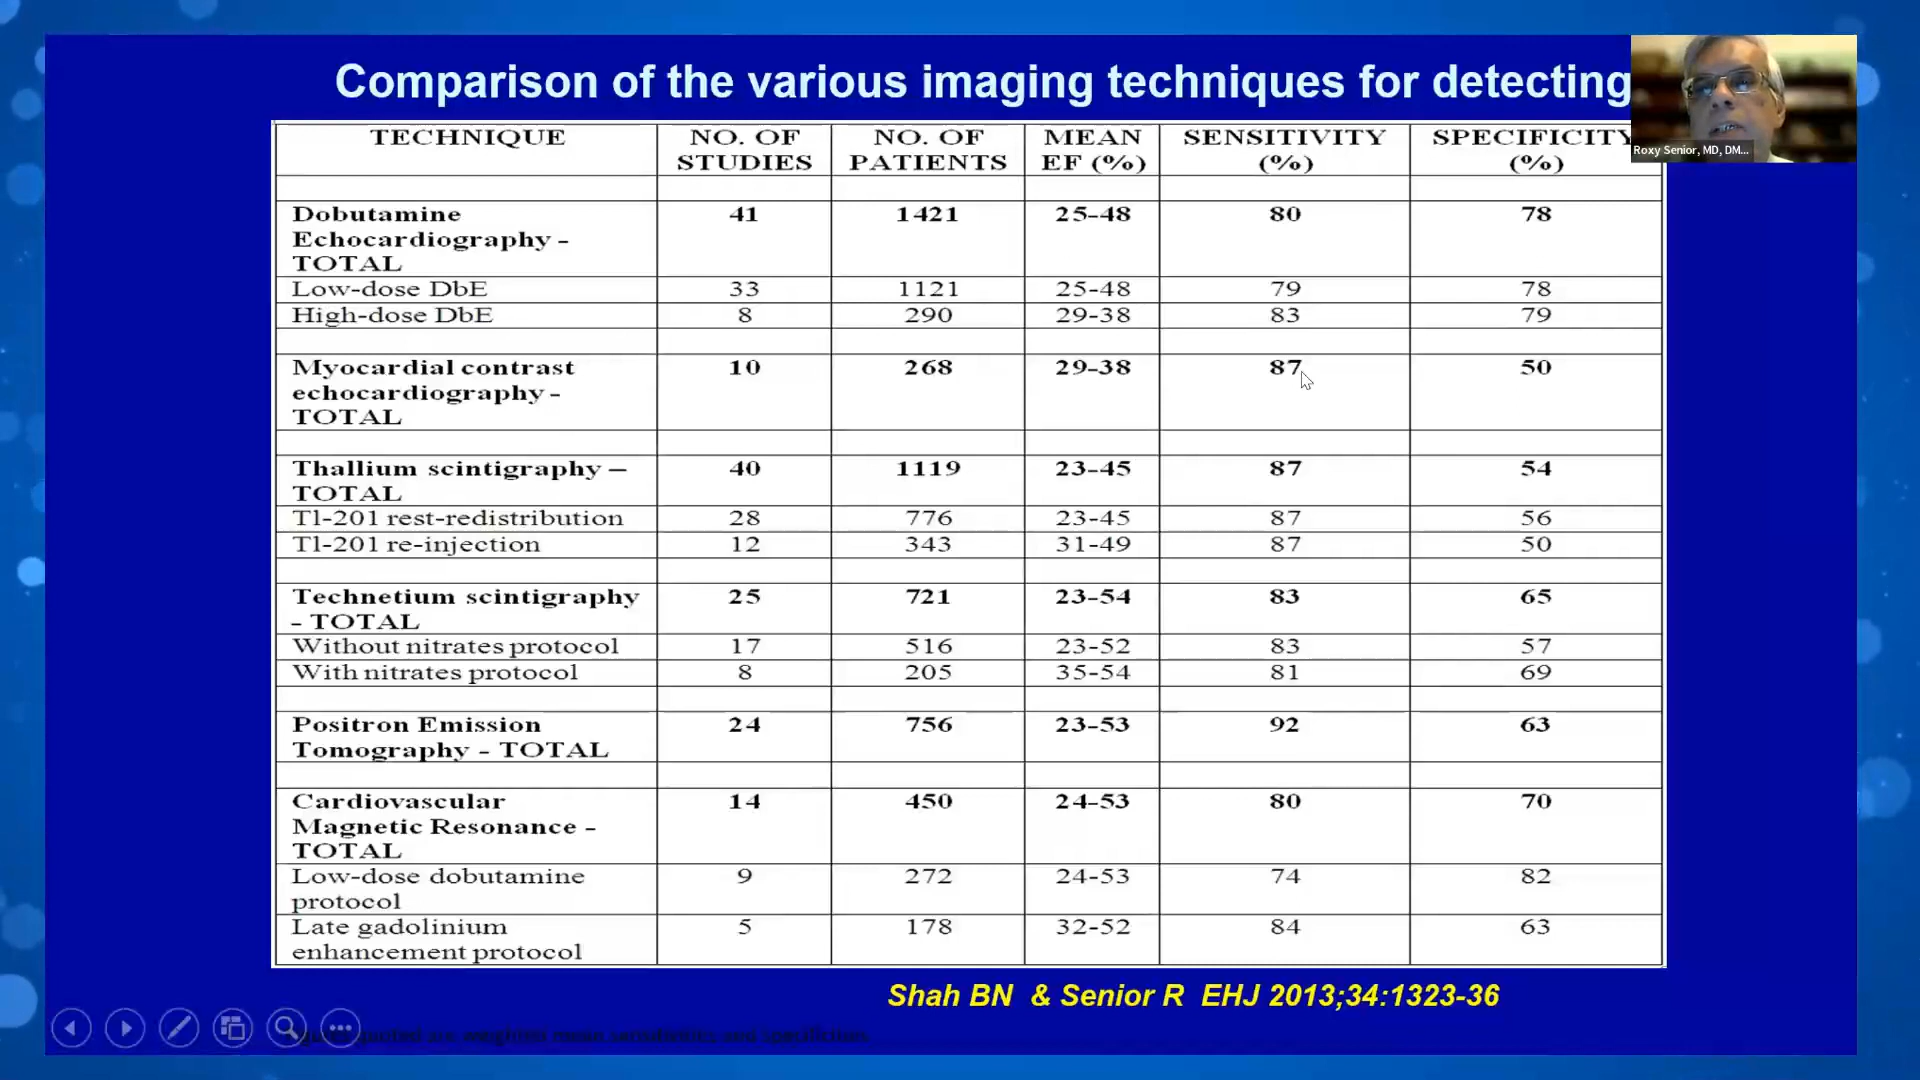 Comparison of the various imaging techniques for detecting
Roxy Senior, MD, DM...
TECHNIQUE NO. OF STUDIES NO. OF PATIENTS MEAN EF (%) SENSITIVITY (%) SPECIFICITY (%)
Dobutamine Echocardiography - TOTAL 41 1421 25-48 80 78
Low-dose DbE 33 1121 25-48 79 78
High-dose DbE 8 290 29-38 83 79
Myocardial contrast echocardiography - TOTAL 10 268 29-38 87 50
Thallium scintigraphy – TOTAL 40 1119 23-45 87 54
Tl-201 rest-redistribution 28 776 23-45 87 56
Tl-201 re-injection 12 343 31-49 87 50
Technetium scintigraphy - TOTAL 25 721 23-54 83 65
Without nitrates protocol 17 516 23-52 83 57
With nitrates protocol 8 205 35-54 81 69
Positron Emission Tomography - TOTAL 24 756 23-53 92 63
Cardiovascular Magnetic Resonance - TOTAL 14 450 24-53 80 70
Low-dose dobutamine protocol 9 272 24-53 74 82
Late gadolinium enhancement protocol 5 178 32-52 84 63
Shah BN & Senior R EHJ 2013;34:1323-36
quoted are weighted mean sensitivities and specificities